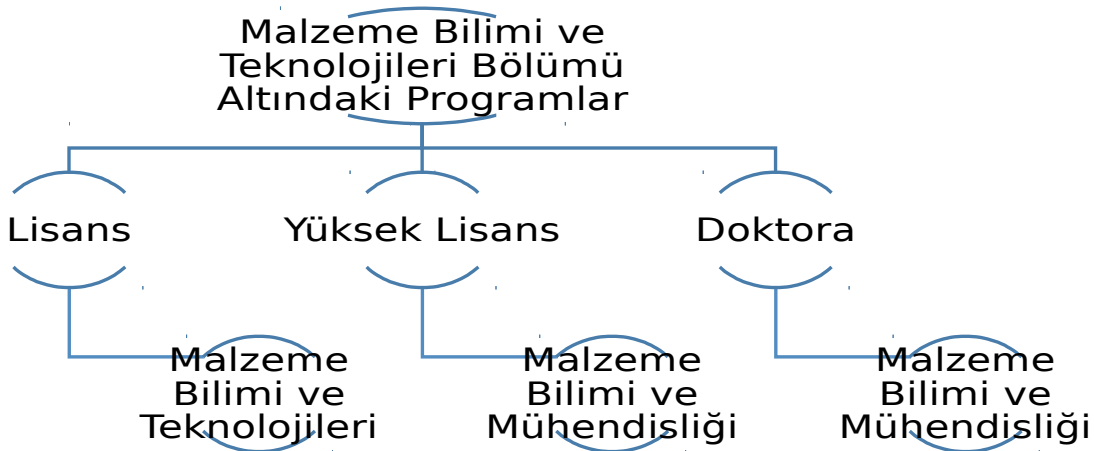 Malzeme Bilimi ve
Teknolojileri Bölümü
Altındaki Programlar
Lisans
Yüksek Lisans
Doktora
Malzeme
Bilimi ve
Teknolojileri
Malzeme
Bilimi ve
Mühendisliği
Malzeme
Bilimi ve
Mühendisliği